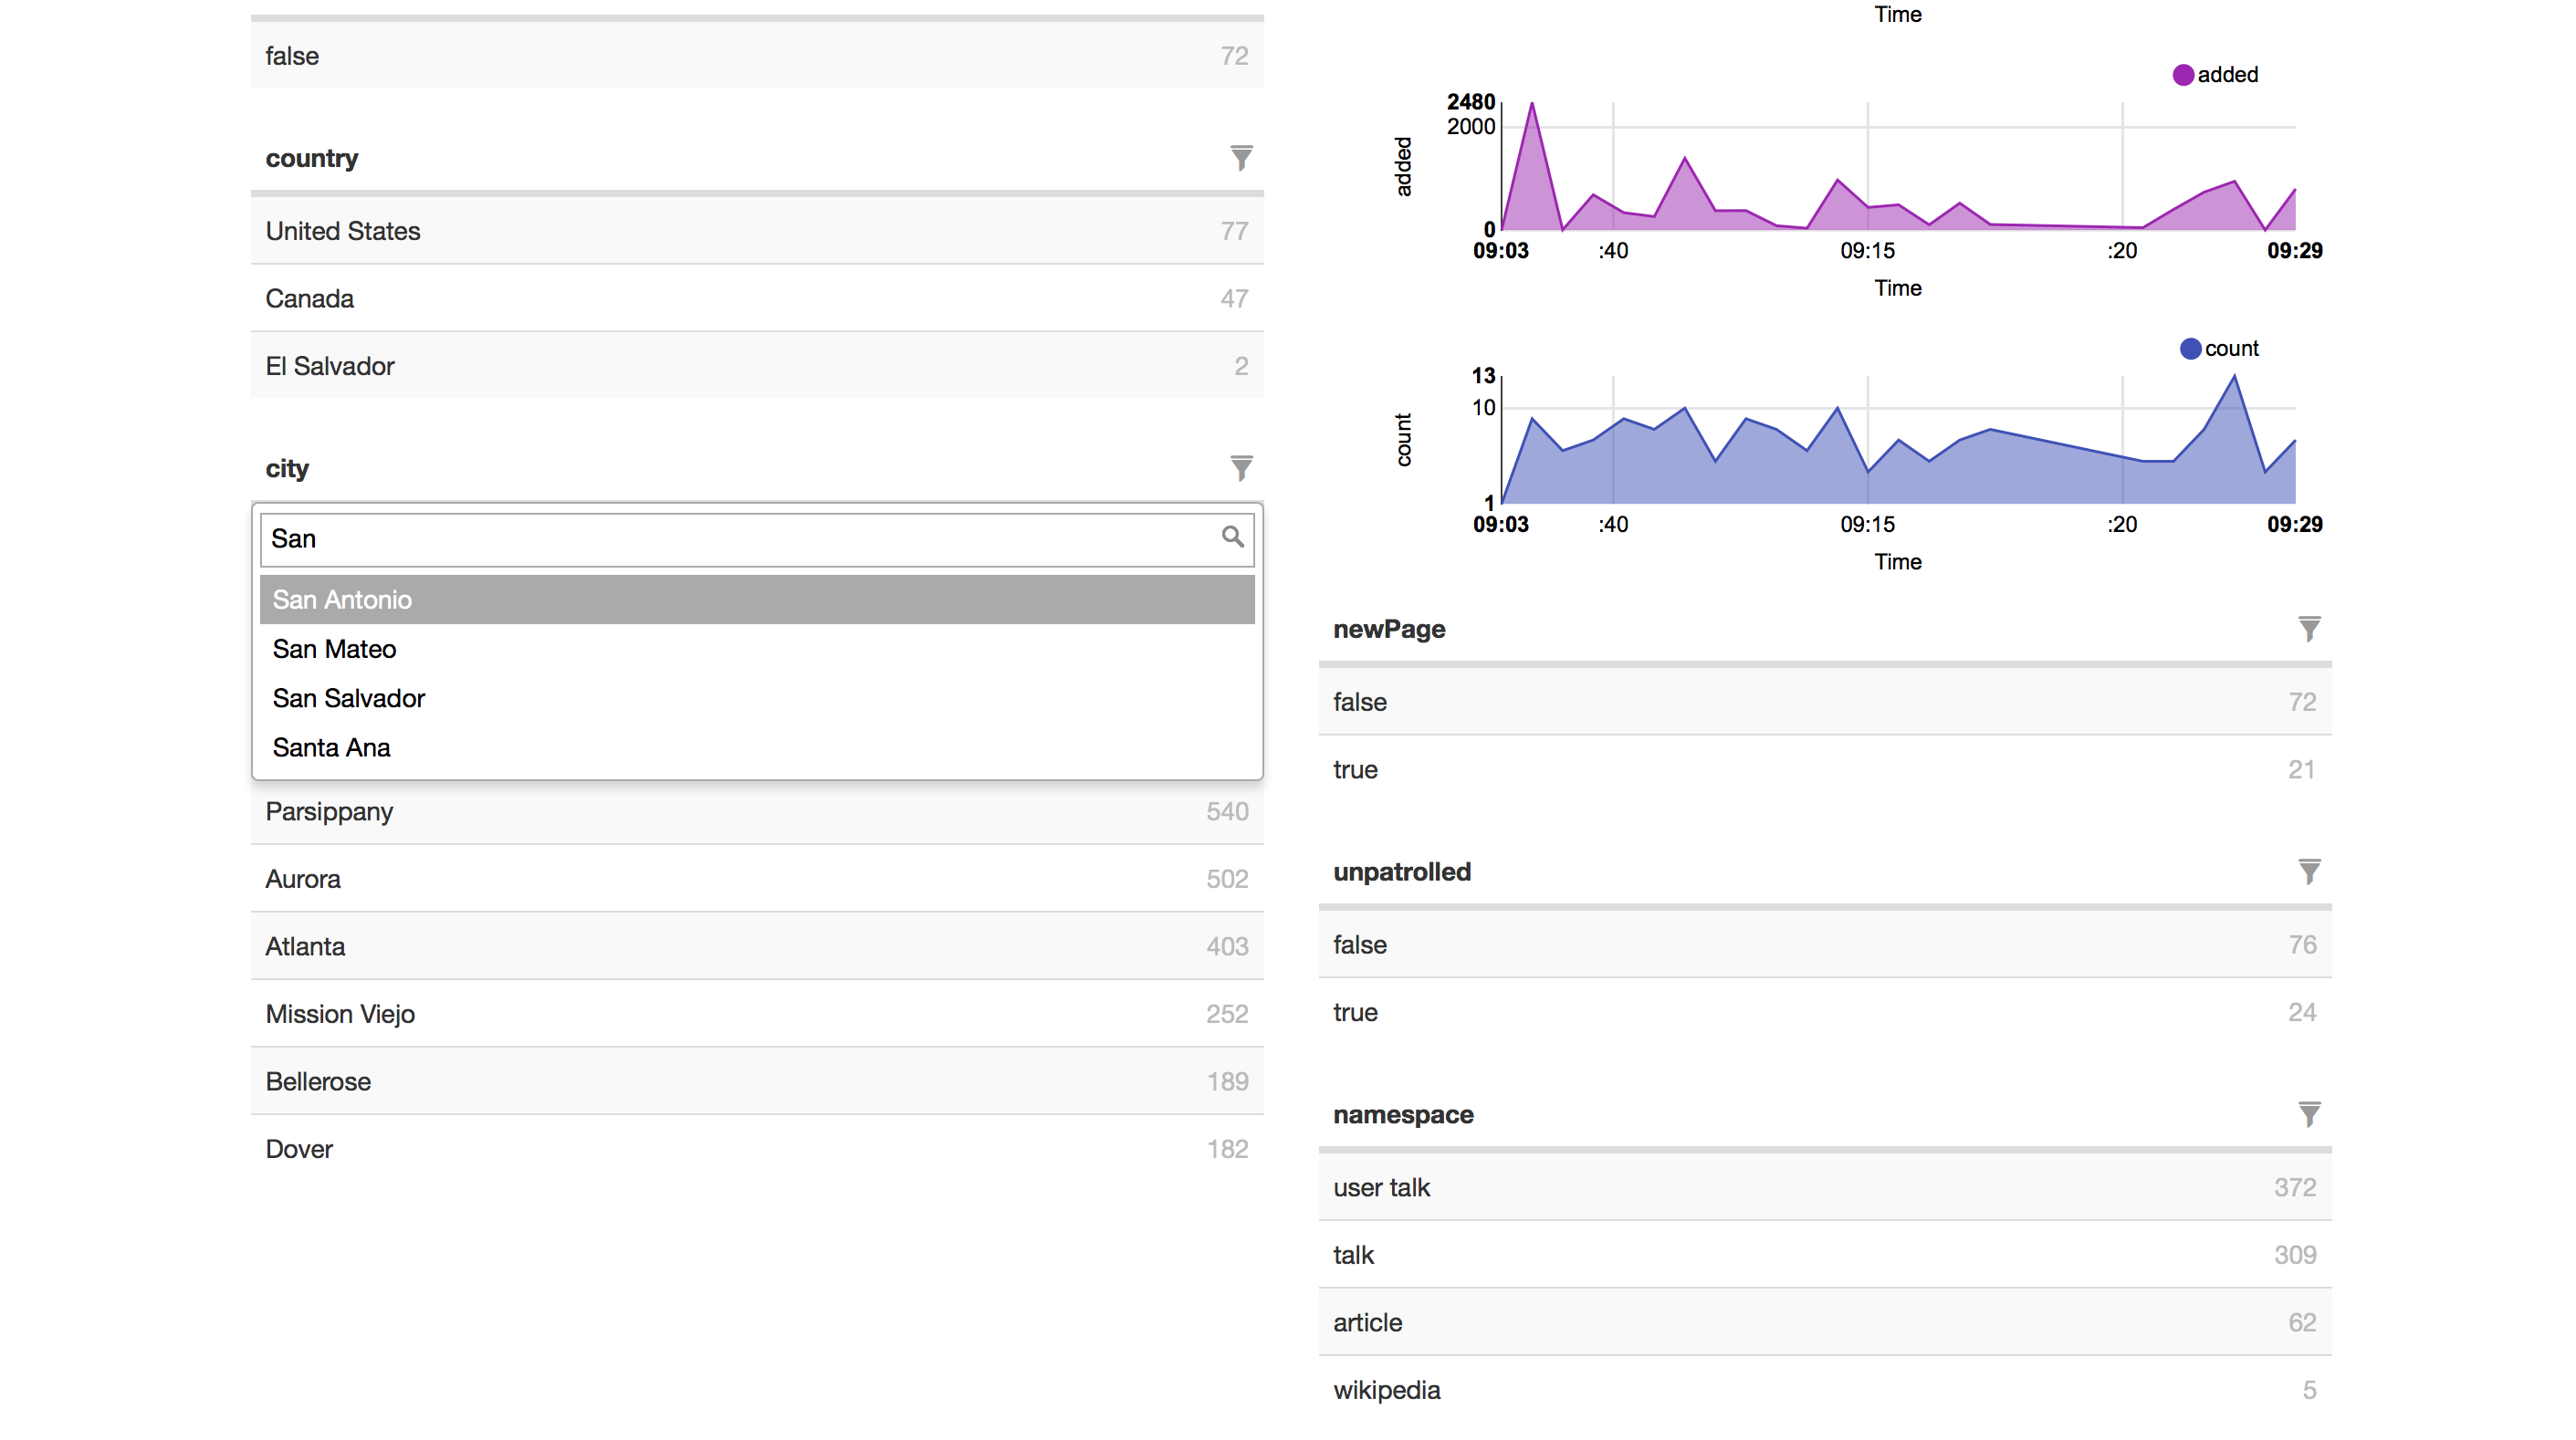 false 72
country
United States 77
Canada 47
El Salvador 2
city
San
San Antonio
San Mateo
San Salvador
Santa Ana
Parsippany 540
Aurora 502
Atlanta 403
Mission Viejo 252
Bellerose 189
Dover 182
Time
added
2480
2000
added
0
09:03 :40 09:15 :20 09:29
Time
count
13
10
count
1
09:03 :40 09:15 :20 09:29
Time
newPage
false 72
true 21
unpatrolled
false 76
true 24
namespace
user talk 372
talk 309
article 62
wikipedia 5